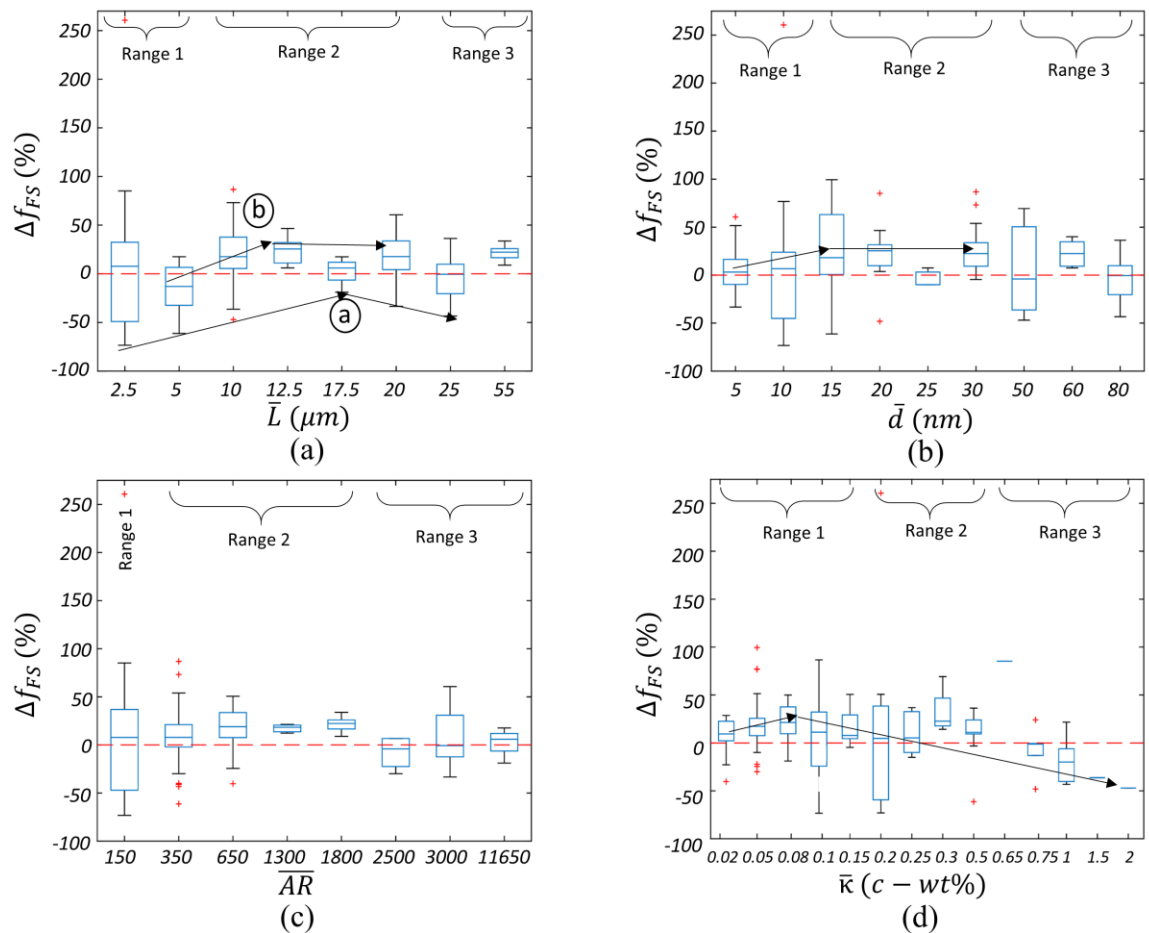 250
200
150
100
50
0
-50
-100
Δf_FS (%)
Range 1
Range 2
Range 3
b
a
2.5 5 10 12.5 17.5 20 25 55
L̄ (μm)
(a)
250
200
150
100
50
0
-50
-100
Δf_FS (%)
Range 1
Range 2
Range 3
5 10 15 20 25 30 50 60 80
d̄ (nm)
(b)
250
200
150
100
50
0
-50
-100
Δf_FS (%)
Range 1
Range 2
Range 3
150 350 650 1300 1800 2500 3000 11650
A̅R̅
(c)
250
200
150
100
50
0
-50
-100
Δf_FS (%)
Range 1
Range 2
Range 3
0.02 0.05 0.08 0.1 0.15 0.2 0.25 0.3 0.5 0.65 0.75 1 1.5 2
κ̄ (c − wt%)
(d)